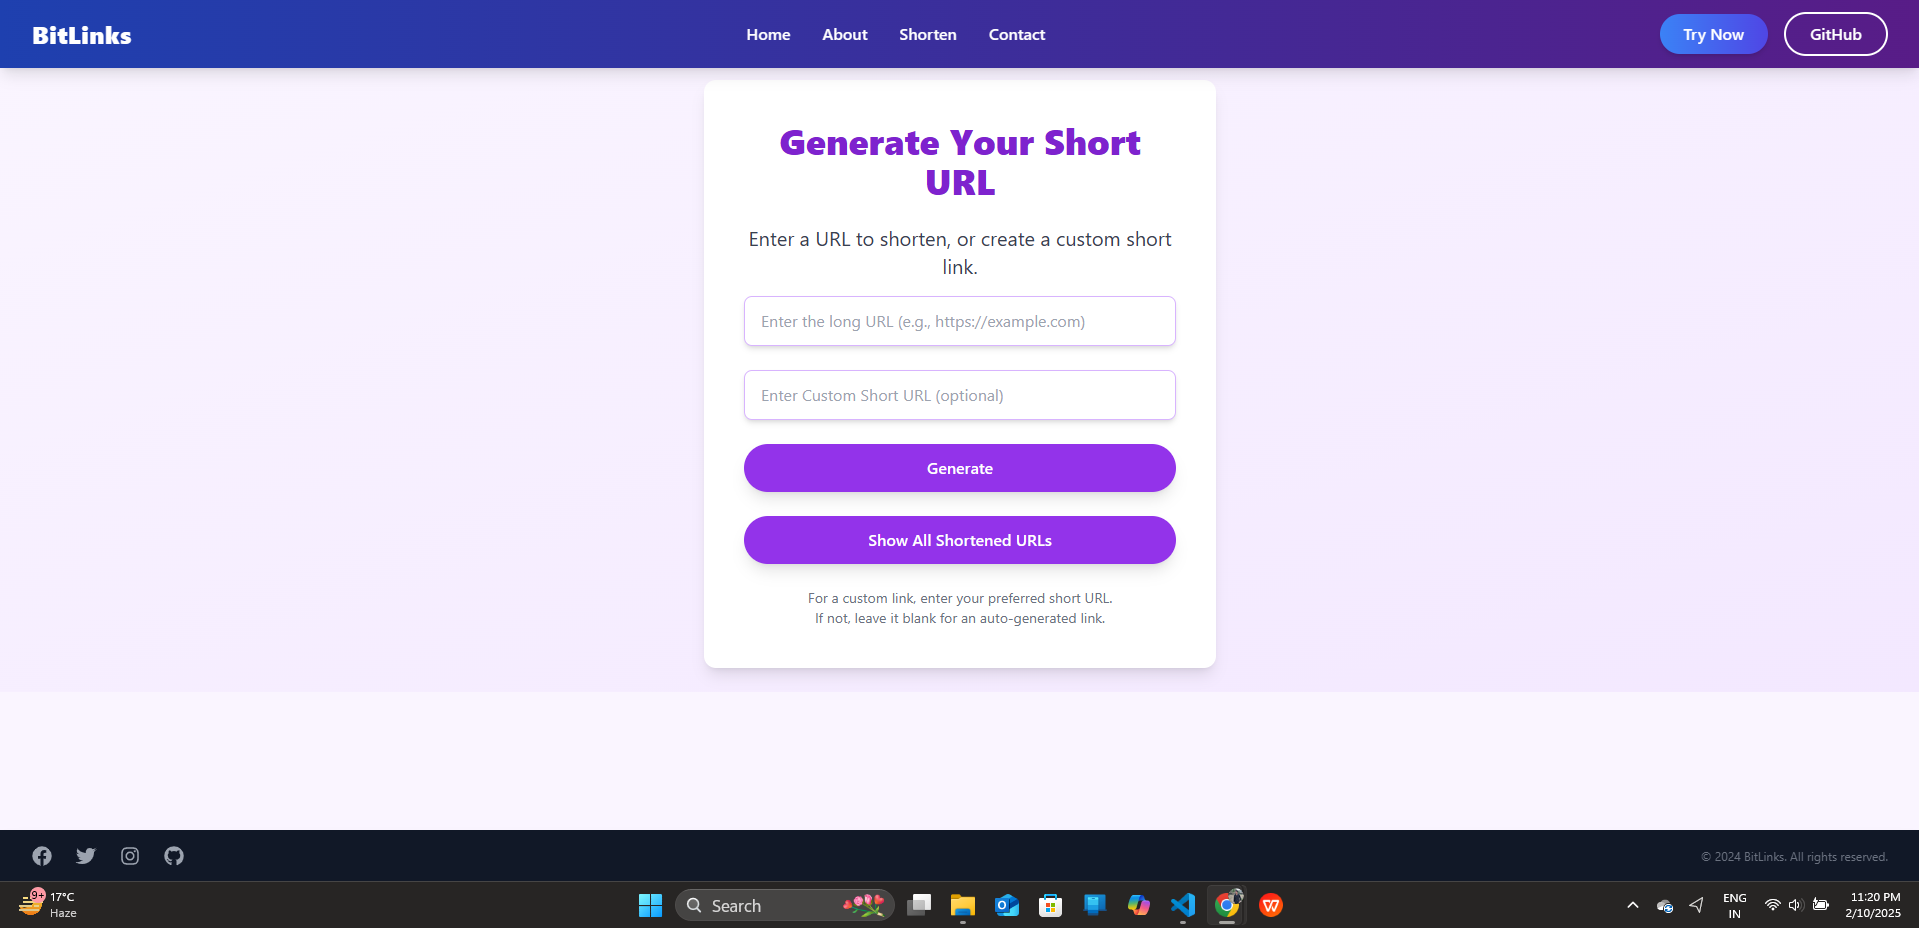 BitLinks
Home About Shorten Contact
Try Now GitHub
Generate Your Short
URL
Enter a URL to shorten, or create a custom short
link.
Enter the long URL (e.g., https://example.com)
Enter Custom Short URL (optional)
Generate
Show All Shortened URLs
For a custom link, enter your preferred short URL.
If not, leave it blank for an auto-generated link.
© 2024 BitLinks. All rights reserved.
9+
17°C
Haze
Search
ENG
IN
11:20 PM
2/10/2025